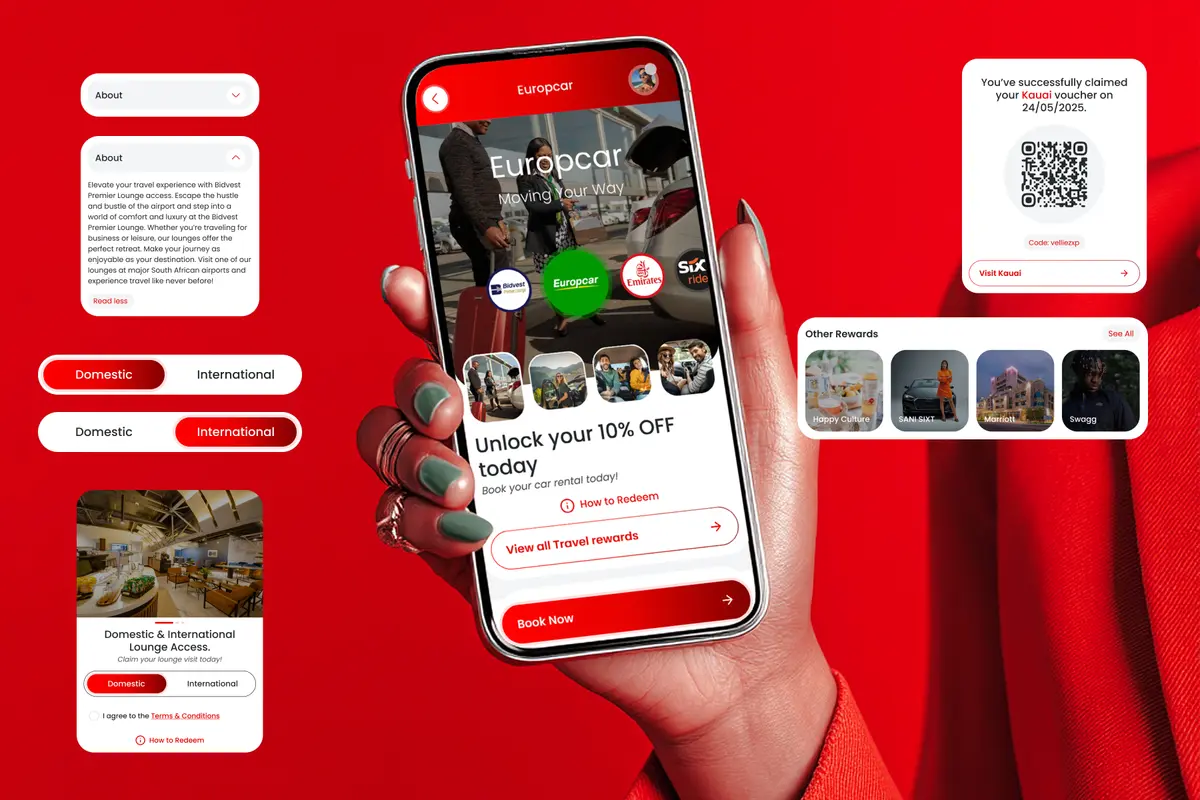 About
About
Elevate your travel experience with Bidvest
Premier Lounge access. Escape the hustle
and bustle of the airport and step into a
world of comfort and luxury at the Bidvest
Premier Lounge. Whether you're traveling for
business or leisure, our lounges offer the
perfect retreat. Make your journey as
enjoyable as your destination. Visit one of our
lounges at major South African airports and
experience travel like never before!
Read less
Domestic
International
Domestic
International
Domestic & International
Lounge Access.
Claim your lounge visit today!
Domestic
International
I agree to the Terms & Conditions
How to Redeem
Europcar
Europcar
Moving Your Way
Bidvest
Europcar
Emirates
SiXT
ride
Unlock your 10% OFF
today
Book your car rental today!
How to Redeem
View all Travel rewards
Book Now
You've successfully claimed
your Kauai voucher on
24/05/2025.
Code: velliezxp
Visit Kauai
Other Rewards
See All
Happy Culture
SANI SIXT
Marriott
Swagg